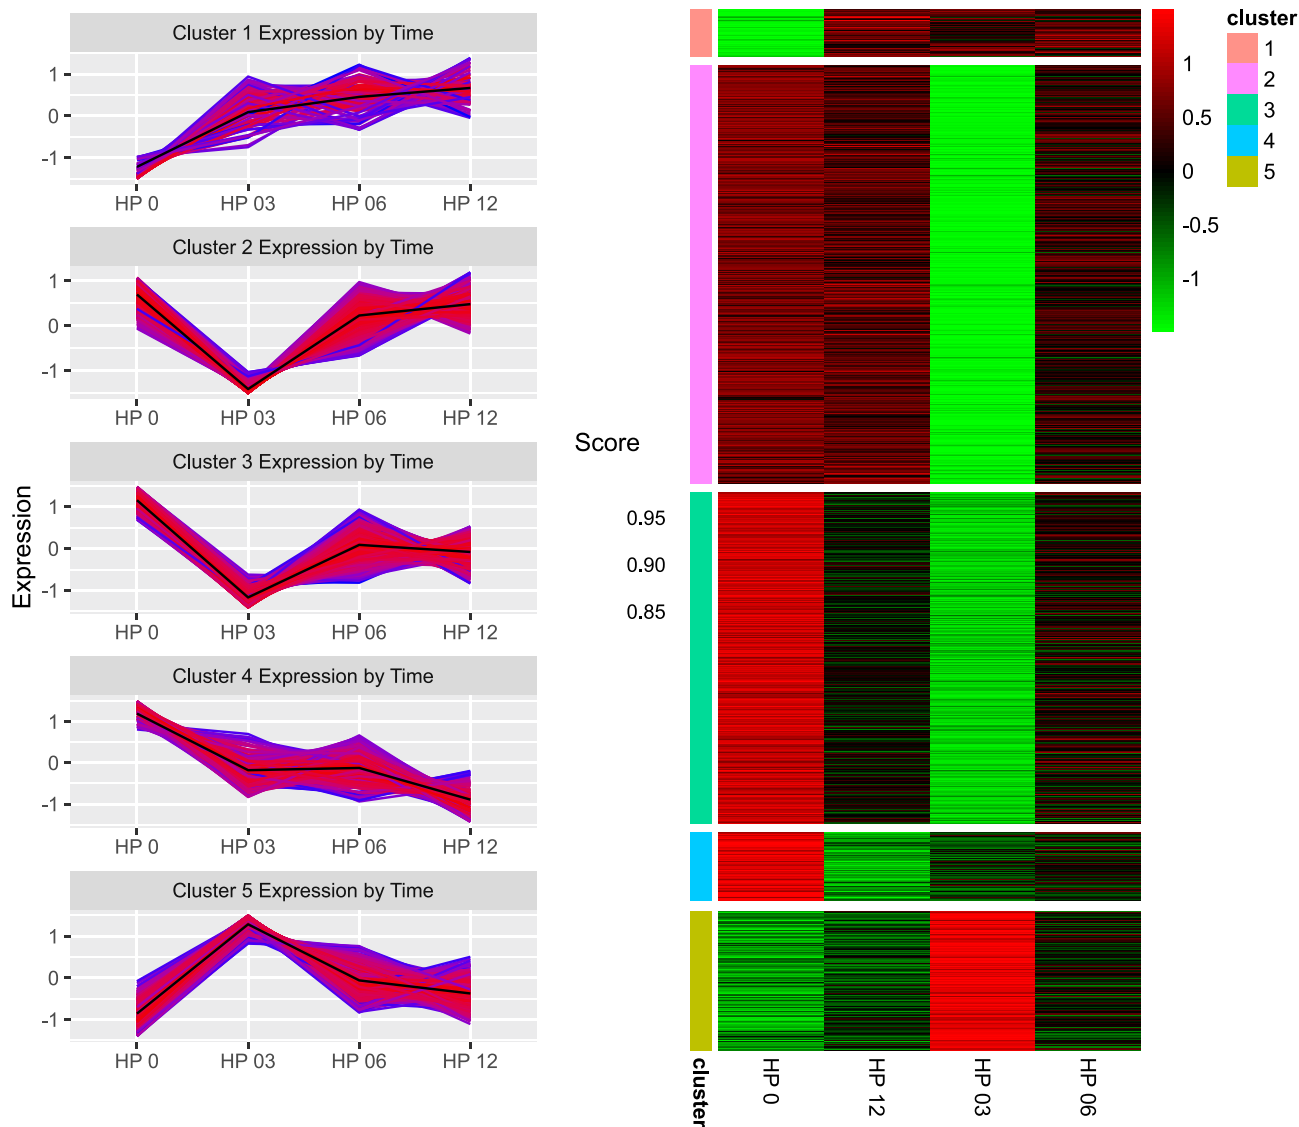 Expression
Cluster 1 Expression by Time
1
0
-1
HP 0 HP 03 HP 06 HP 12
Cluster 2 Expression by Time
1
0
-1
HP 0 HP 03 HP 06 HP 12
Cluster 3 Expression by Time
1
0
-1
HP 0 HP 03 HP 06 HP 12
Cluster 4 Expression by Time
1
0
-1
HP 0 HP 03 HP 06 HP 12
Cluster 5 Expression by Time
1
0
-1
HP 0 HP 03 HP 06 HP 12
Score
0.95
0.90
0.85
cluster
HP 0
HP 12
HP 03
HP 06
1
0.5
0
-0.5
-1
cluster
1
2
3
4
5